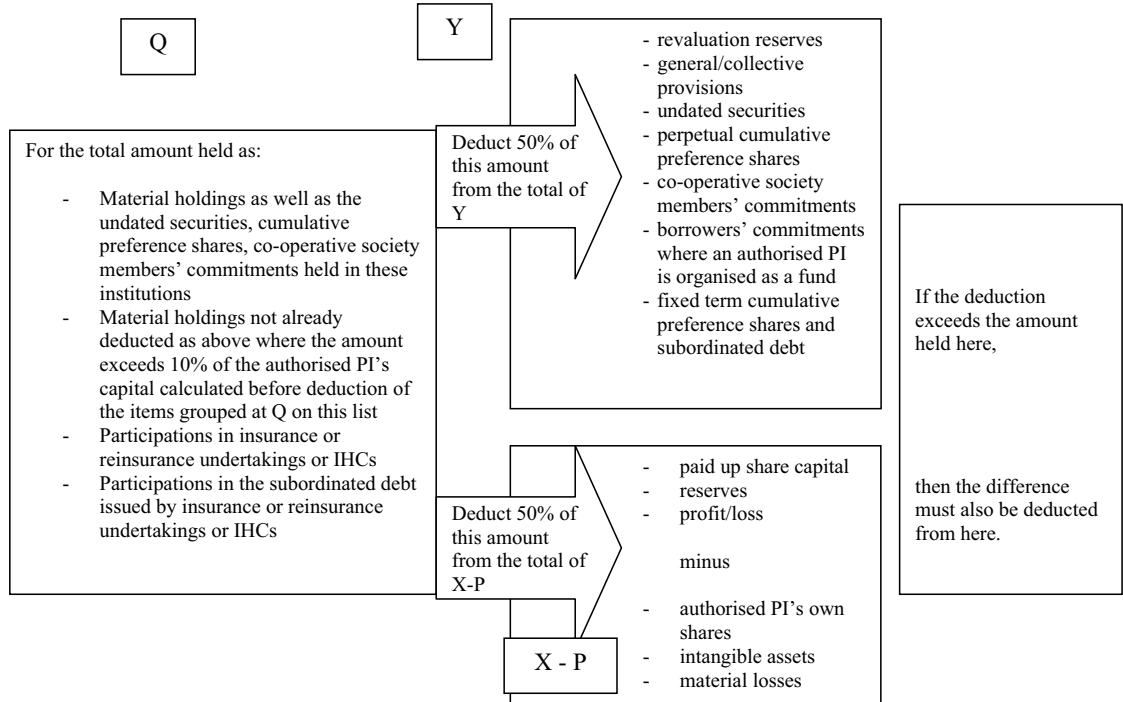 Q
Y
For the total amount held as:
- Material holdings as well as the
undated securities, cumulative
preference shares, co-operative society
members' commitments held in these
institutions
- Material holdings not already
deducted as above where the amount
exceeds 10% of the authorised PI's
capital calculated before deduction of
the items grouped at Q on this list
- Participations in insurance or
reinsurance undertakings or IHCs
- Participations in the subordinated debt
issued by insurance or reinsurance
undertakings or IHCs
Deduct 50% of
this amount
from the total of
Y
- revaluation reserves
- general/collective
provisions
- undated securities
- perpetual cumulative
preference shares
- co-operative society
members' commitments
- borrowers' commitments
where an authorised PI
is organised as a fund
- fixed term cumulative
preference shares and
subordinated debt
Deduct 50% of
this amount
from the total of
X-P
- paid up share capital
- reserves
- profit/loss
minus
- authorised PI's own
shares
- intangible assets
- material losses
X - P
If the deduction
exceeds the amount
held here,
then the difference
must also be deducted
from here.